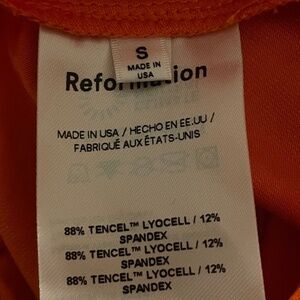 S
MADE IN
USA
Reformation
MADE IN USA / HECHO EN EE.UU /
FABRIQUÉ AUX ÉTATS-UNIS
88% TENCEL™ LYOCELL / 12%
SPANDEX
88% TENCEL™ LYOCELL / 12%
SPANDEX
88% TENCEL™ LYOCELL / 12%
SPANDEX